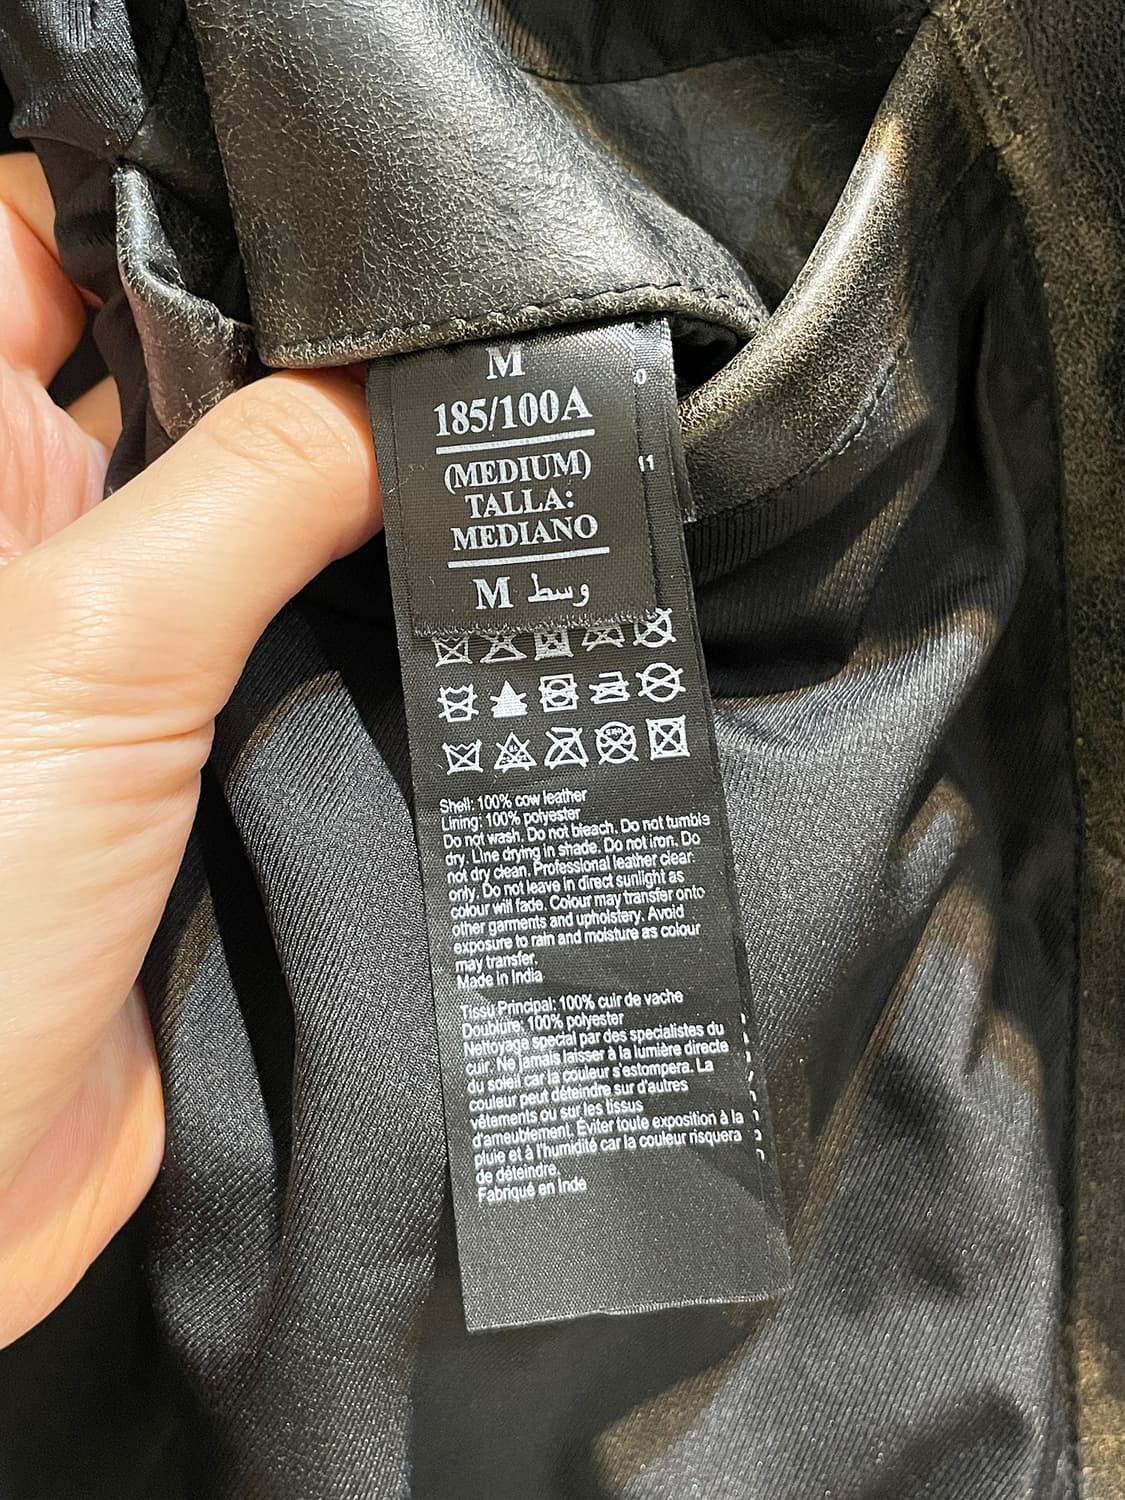 M
185/100A
(MEDIUM)
TALLA:
MEDIANO
M وسط
0
11
Shell: 100% cow leather
Lining: 100% polyester
Do not wash. Do not bleach. Do not tumble
dry. Line drying in shade. Do not iron. Do
not dry clean. Professional leather clean
only. Do not leave in direct sunlight as
colour will fade. Colour may transfer onto
other garments and upholstery. Avoid
exposure to rain and moisture as colour
may transfer.
Made in India
Tissu Principal: 100% cuir de vache
Doublure: 100% polyester
Nettoyage special par des specialistes du
cuir. Ne jamais laisser à la lumière directe
du soleil car la couleur s'estompera. La
couleur peut déteindre sur d'autres
vêtements ou sur les tissus
d'ameublement. Éviter toute exposition à la
pluie et à l'humidité car la couleur risquera
de déteindre.
Fabriqué en Inde